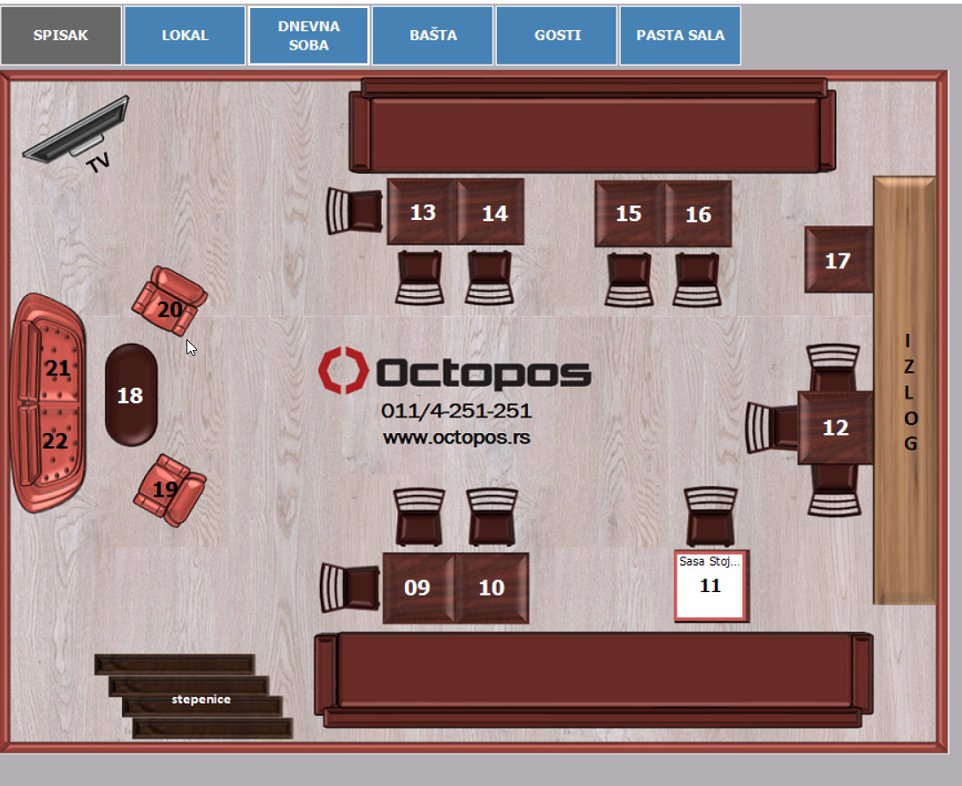 SPISAK
LOKAL
DNEVNA
SOBA
BAŠTA
GOSTI
PASTA SALA
TV
13
14
15
16
17
20
21
18
22
19
Octopos
011/4-251-251
www.octopos.rs
12
IZLOG
09
10
Sasa Stoj...
11
stepenice